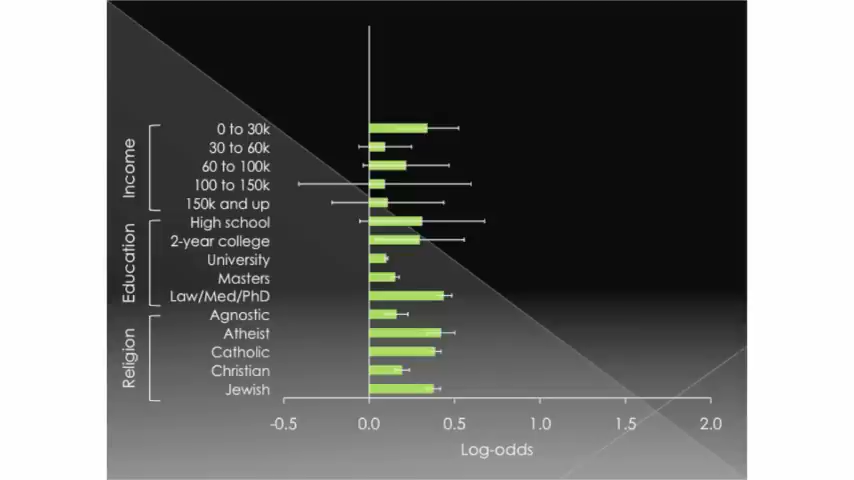 Income
0 to 30k
30 to 60k
60 to 100k
100 to 150k
150k and up
Education
High school
2-year college
University
Masters
Law/Med/PhD
Religion
Agnostic
Atheist
Catholic
Christian
Jewish
-0.5 0.0 0.5 1.0 1.5 2.0
Log-odds